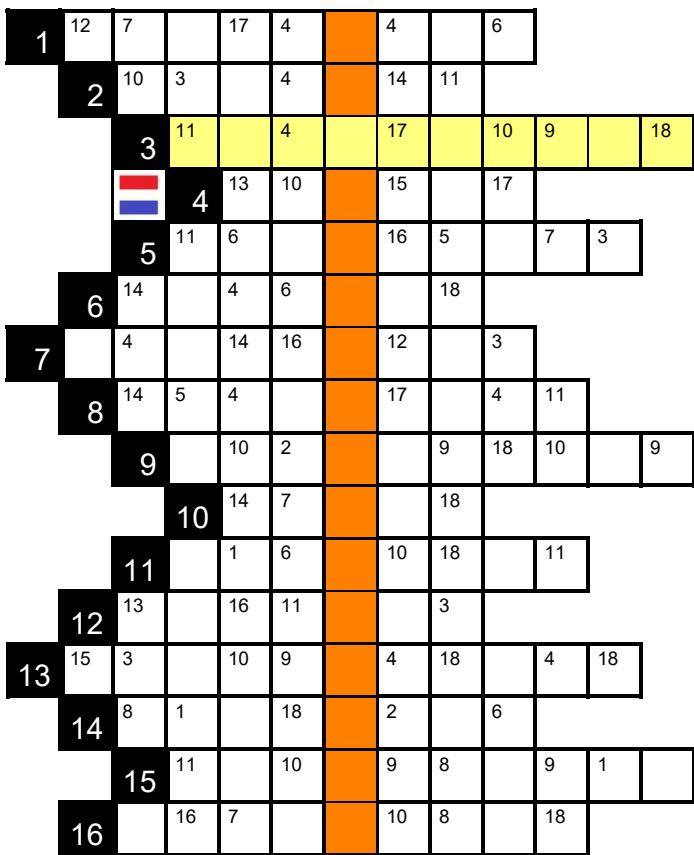 1 12 7 17 4 4 6
2 10 3 4 14 11
3 11 4 17 10 9 18
4 13 10 15 17
5 11 6 16 5 7 3
6 14 4 6 18
7 4 14 16 12 3
8 14 5 4 17 4 11
9 10 2 9 18 10 9
10 14 7 18
11 1 6 10 18 11
12 13 16 11 3
13 15 3 10 9 4 18 4 18
14 8 1 18 2 6
15 11 10 9 8 9 1
16 16 7 10 8 18